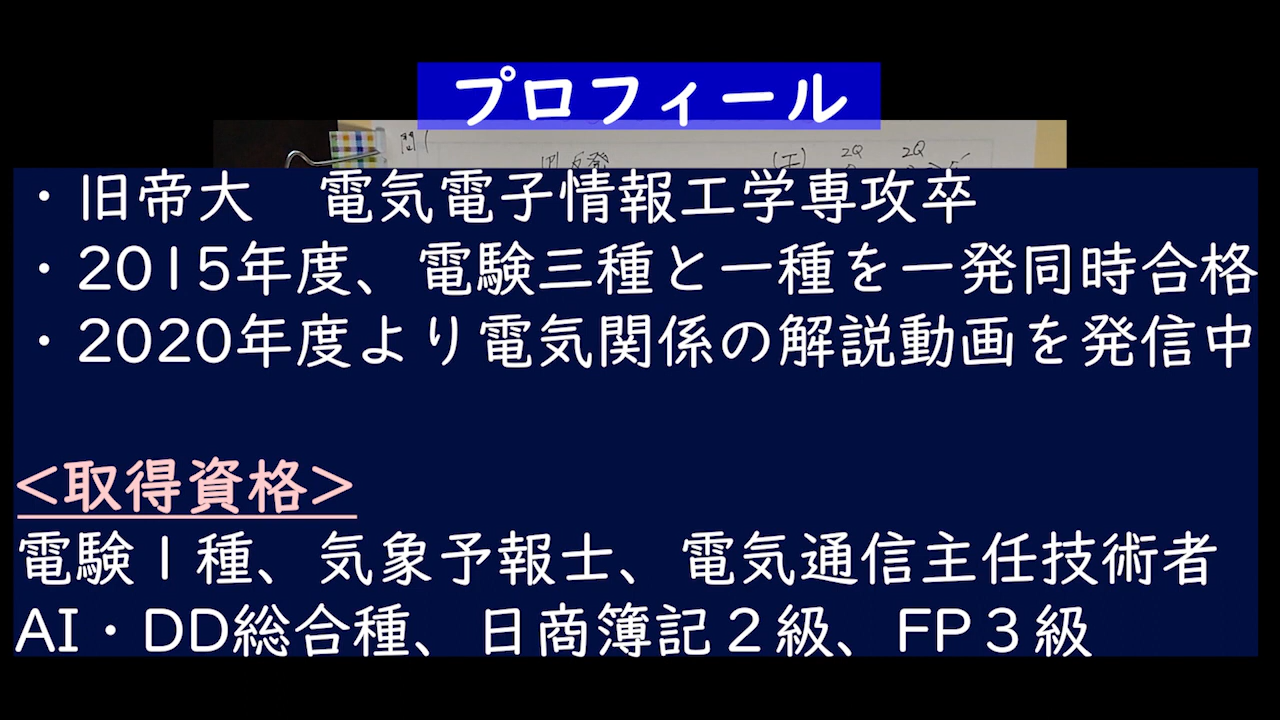 プロフィール
問1
(工) 2Q 2Q
・旧帝大　電気電子情報工学専攻卒
・2015年度、電験三種と一種を一発同時合格
・2020年度より電気関係の解説動画を発信中
<取得資格>
電験１種、気象予報士、電気通信主任技術者
AI・DD総合種、日商簿記２級、FP３級